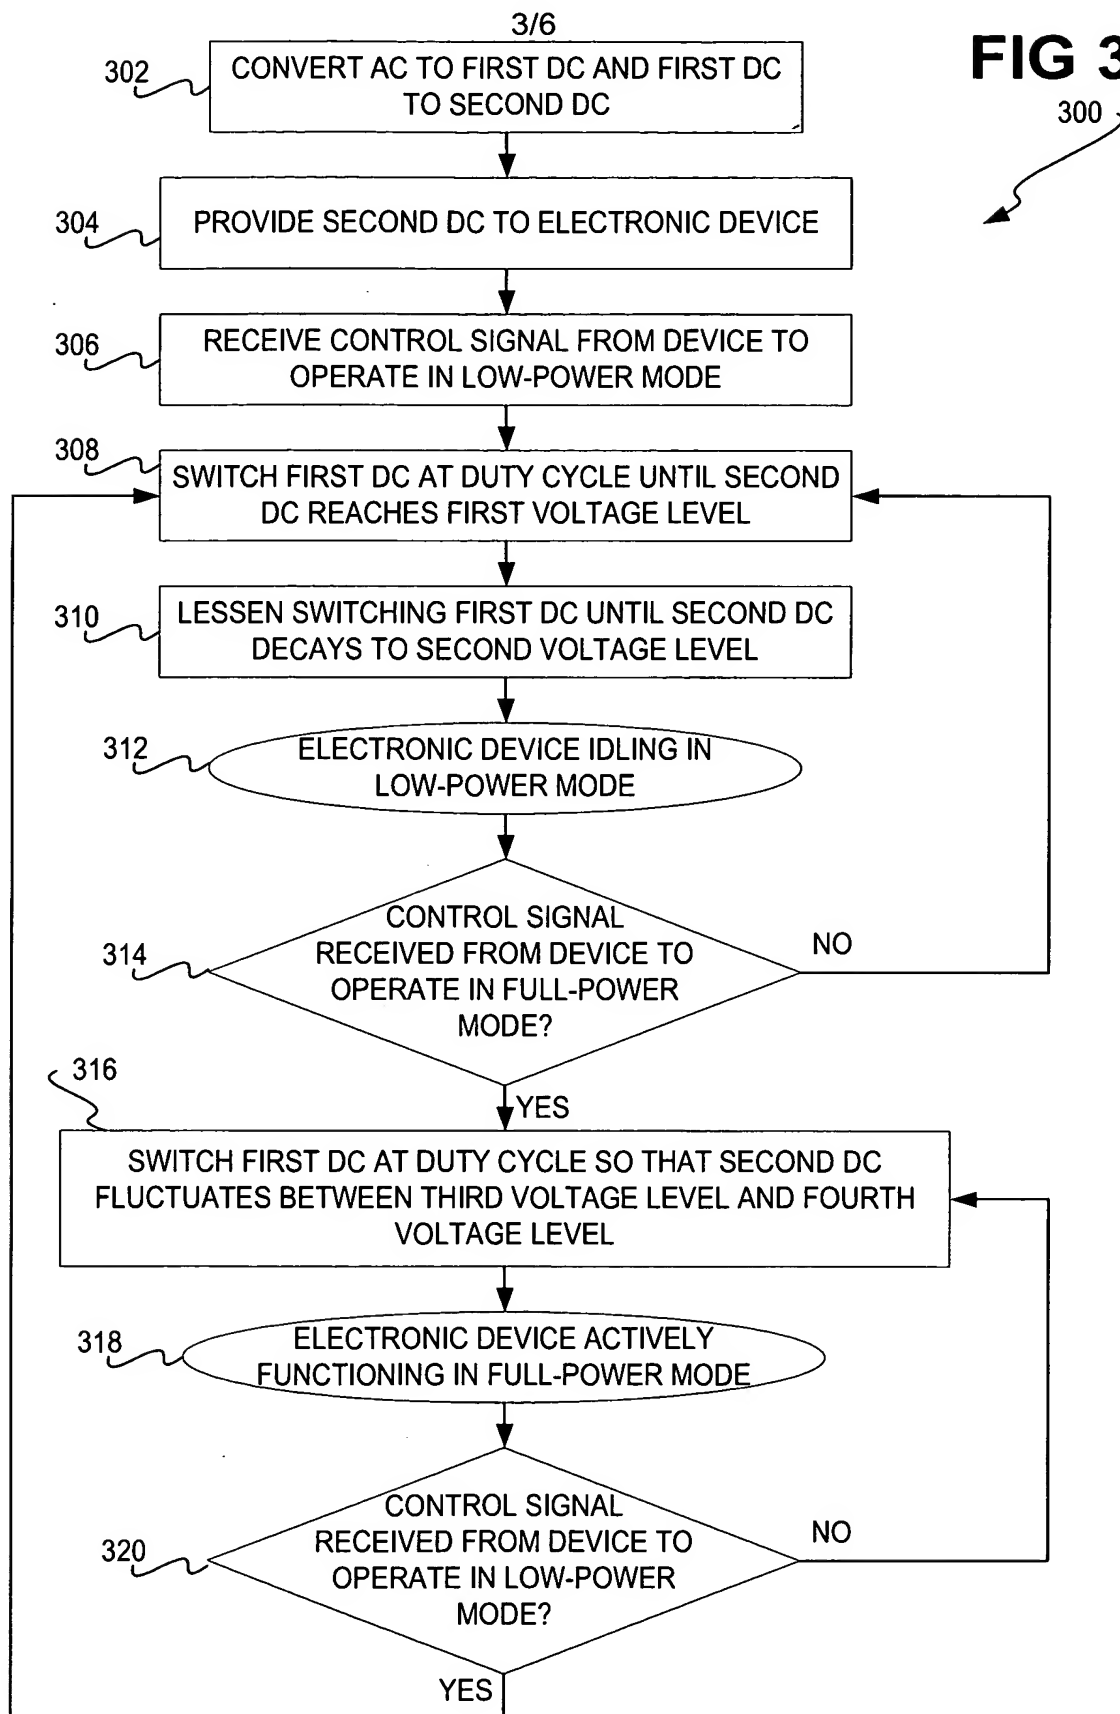 3/6
FIG 3
300
302
CONVERT AC TO FIRST DC AND FIRST DC
TO SECOND DC
304
PROVIDE SECOND DC TO ELECTRONIC DEVICE
306
RECEIVE CONTROL SIGNAL FROM DEVICE TO
OPERATE IN LOW-POWER MODE
308
SWITCH FIRST DC AT DUTY CYCLE UNTIL SECOND
DC REACHES FIRST VOLTAGE LEVEL
310
LESSEN SWITCHING FIRST DC UNTIL SECOND DC
DECAYS TO SECOND VOLTAGE LEVEL
312
ELECTRONIC DEVICE IDLING IN
LOW-POWER MODE
314
CONTROL SIGNAL
RECEIVED FROM DEVICE TO
OPERATE IN FULL-POWER
MODE?
NO
YES
316
SWITCH FIRST DC AT DUTY CYCLE SO THAT SECOND DC
FLUCTUATES BETWEEN THIRD VOLTAGE LEVEL AND FOURTH
VOLTAGE LEVEL
318
ELECTRONIC DEVICE ACTIVELY
FUNCTIONING IN FULL-POWER MODE
320
CONTROL SIGNAL
RECEIVED FROM DEVICE TO
OPERATE IN LOW-POWER
MODE?
NO
YES